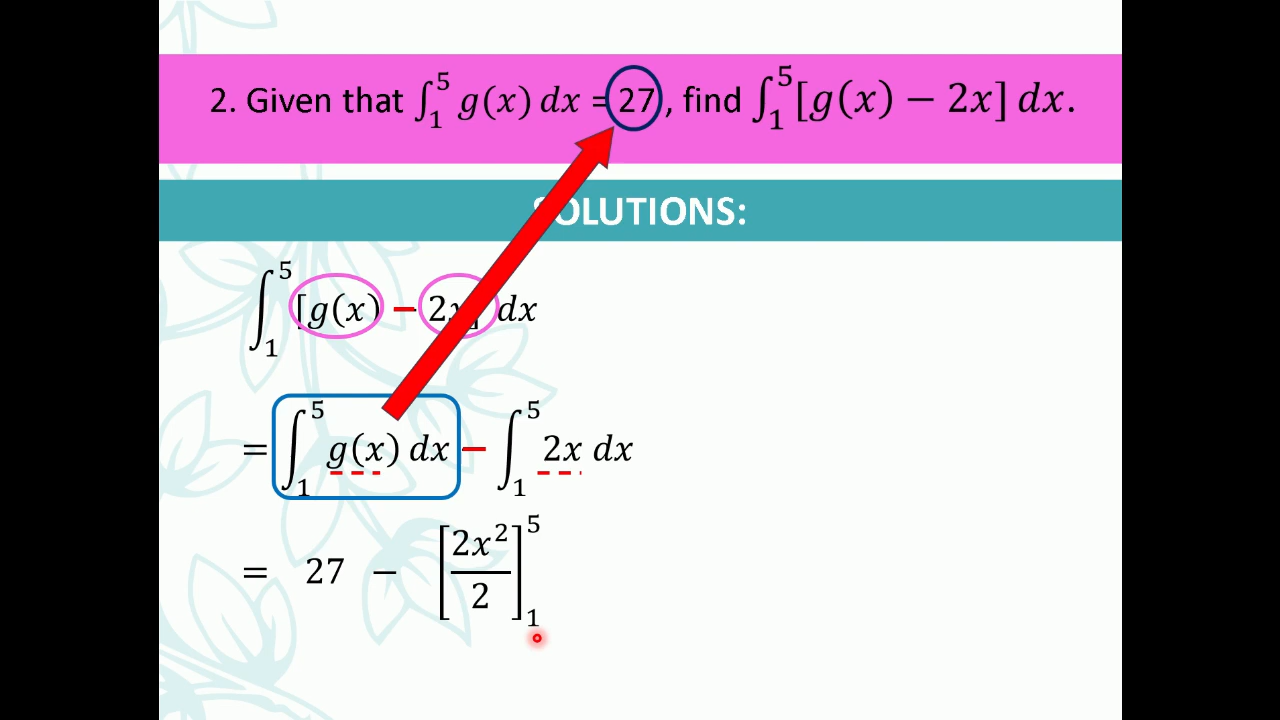 2. Given that ∫₁⁵ g(x) dx = 27 , find ∫₁⁵ [g(x) − 2x] dx.
SOLUTIONS:
∫₁⁵ [g(x) − 2x] dx
= ∫₁⁵ g(x) dx − ∫₁⁵ 2x dx
= 27 − [2x²/2]₁⁵